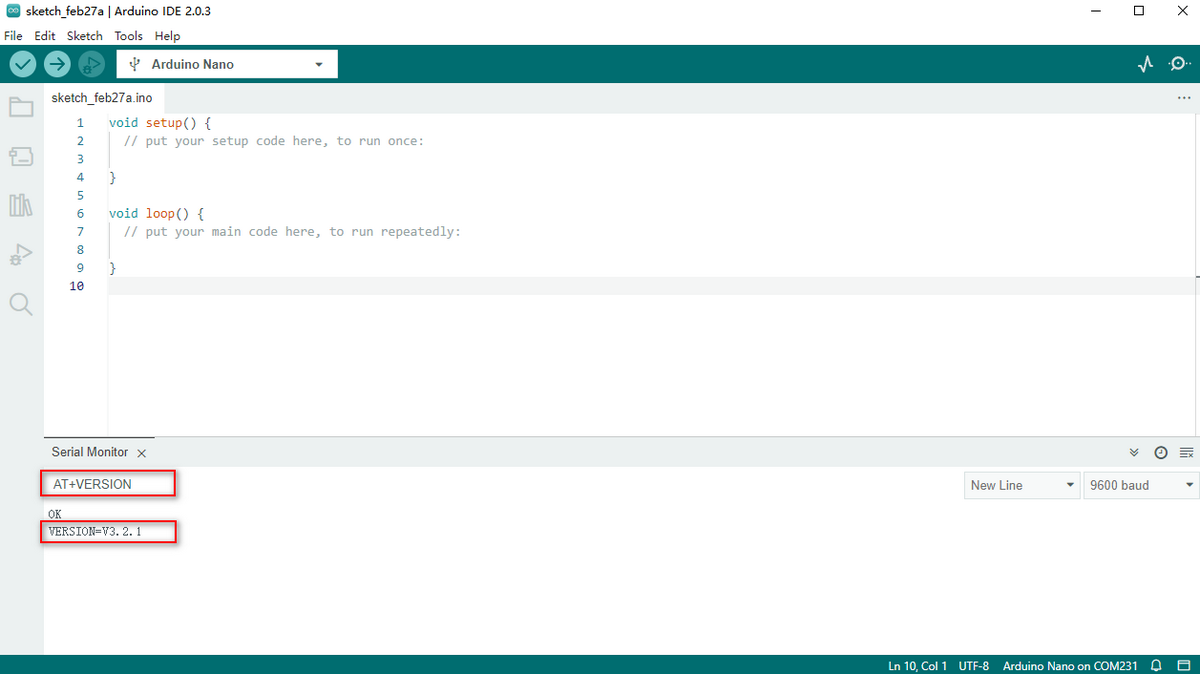 sketch_feb27a | Arduino IDE 2.0.3
File Edit Sketch Tools Help
Arduino Nano
sketch_feb27a.ino
1 void setup() {
2 // put your setup code here, to run once:
3
4 }
5
6 void loop() {
7 // put your main code here, to run repeatedly:
8
9 }
10
Serial Monitor
AT+VERSION
New Line 9600 baud
OK
VERSION=V3.2.1
Ln 10, Col 1 UTF-8 Arduino Nano on COM231